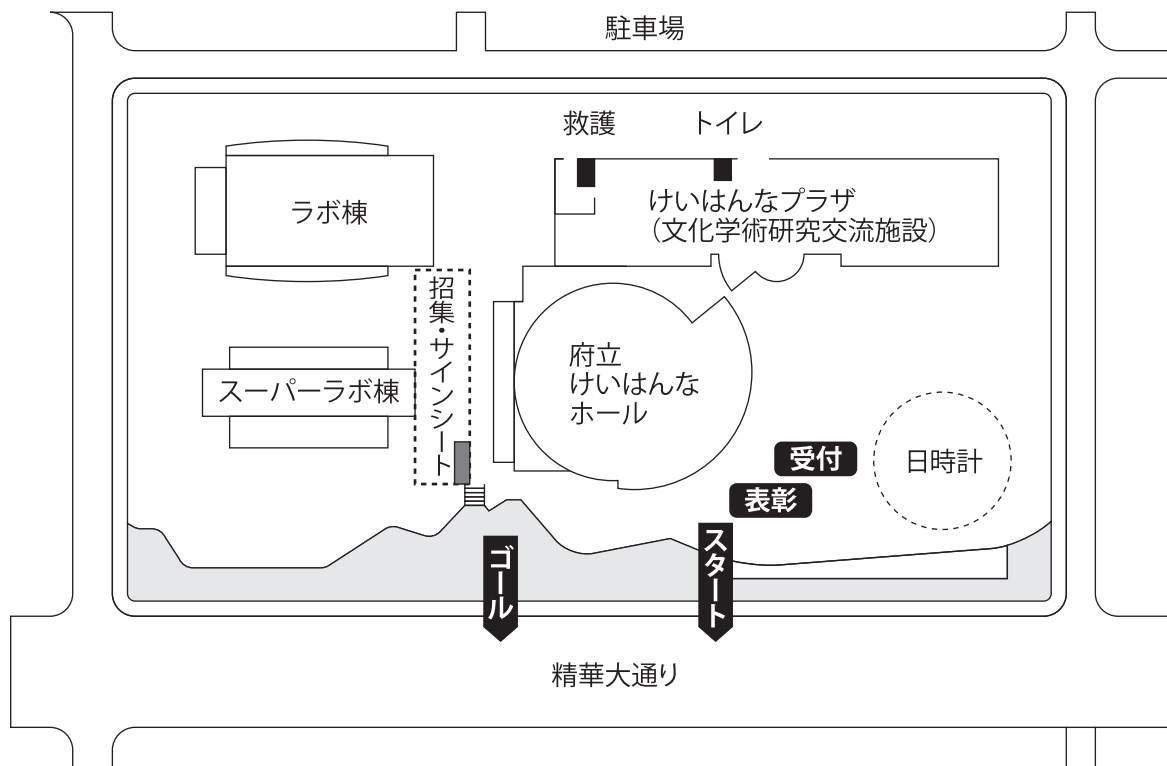 駐車場
救護
トイレ
ラボ棟
けいはんなプラザ
（文化学術研究交流施設）
招集・サインシート
府立
けいはんな
ホール
スーパーラボ棟
受付
日時計
表彰
スタート
ゴール
精華大通り